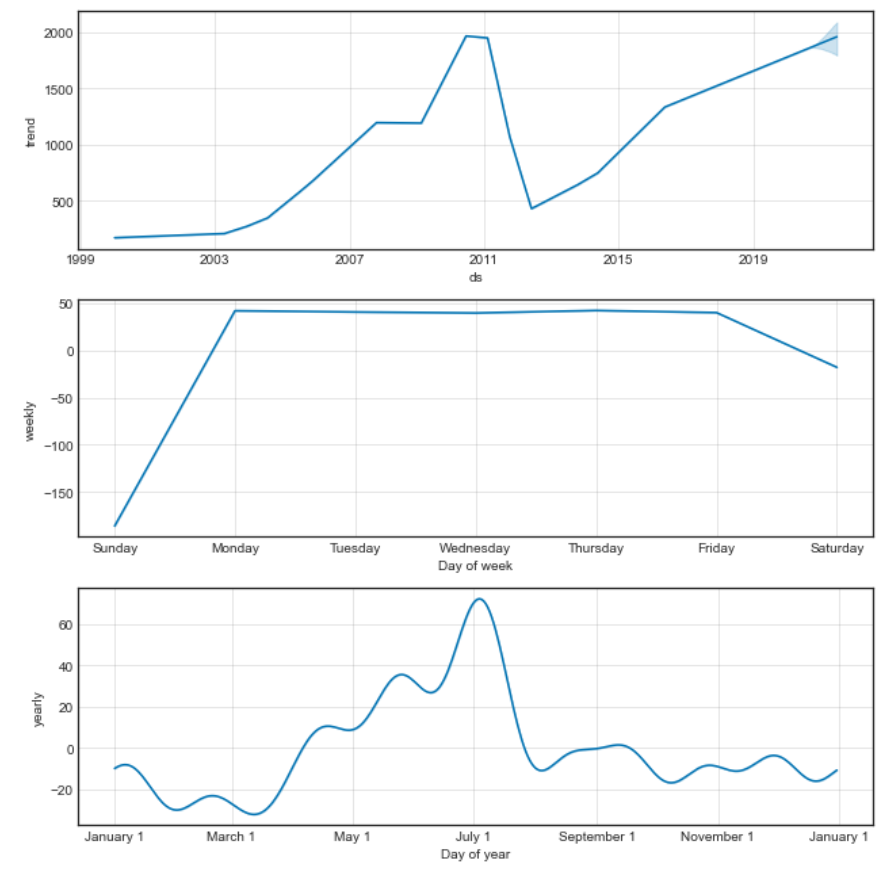 2000
1500
1000
500
trend
1999 2003 2007 2011 2015 2019
ds
50
0
−50
−100
−150
weekly
Sunday Monday Tuesday Wednesday Thursday Friday Saturday
Day of week
60
40
20
0
−20
yearly
January 1 March 1 May 1 July 1 September 1 November 1 January 1
Day of year